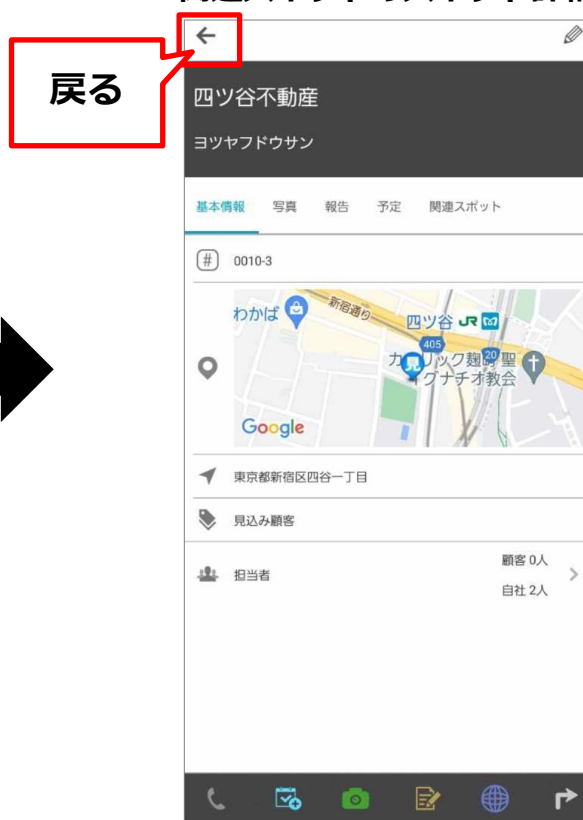 戻る
四ツ谷不動産
ヨツヤフドウサン
基本情報 写真 報告 予定 関連スポット
# 0010-3
わかば
新宿通り
四ツ谷 JR
405
20
見
聖
グナチオ教会
Google
東京都新宿区四谷一丁目
見込み顧客
担当者
顧客 0人
自社 2人